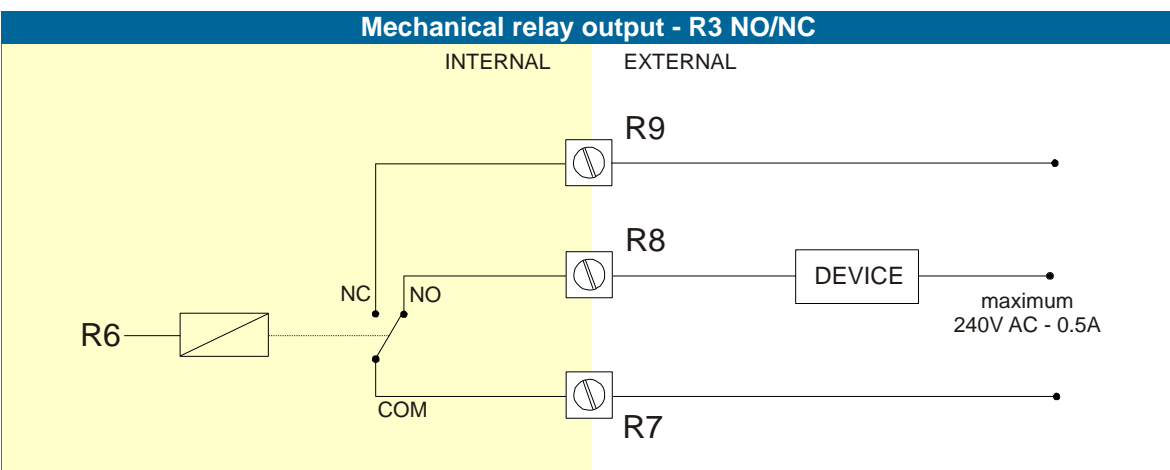 Mechanical relay output - R3 NO/NC
INTERNAL
EXTERNAL
R9
R8
NC
NO
DEVICE
maximum
240V AC - 0.5A
R6
COM
R7